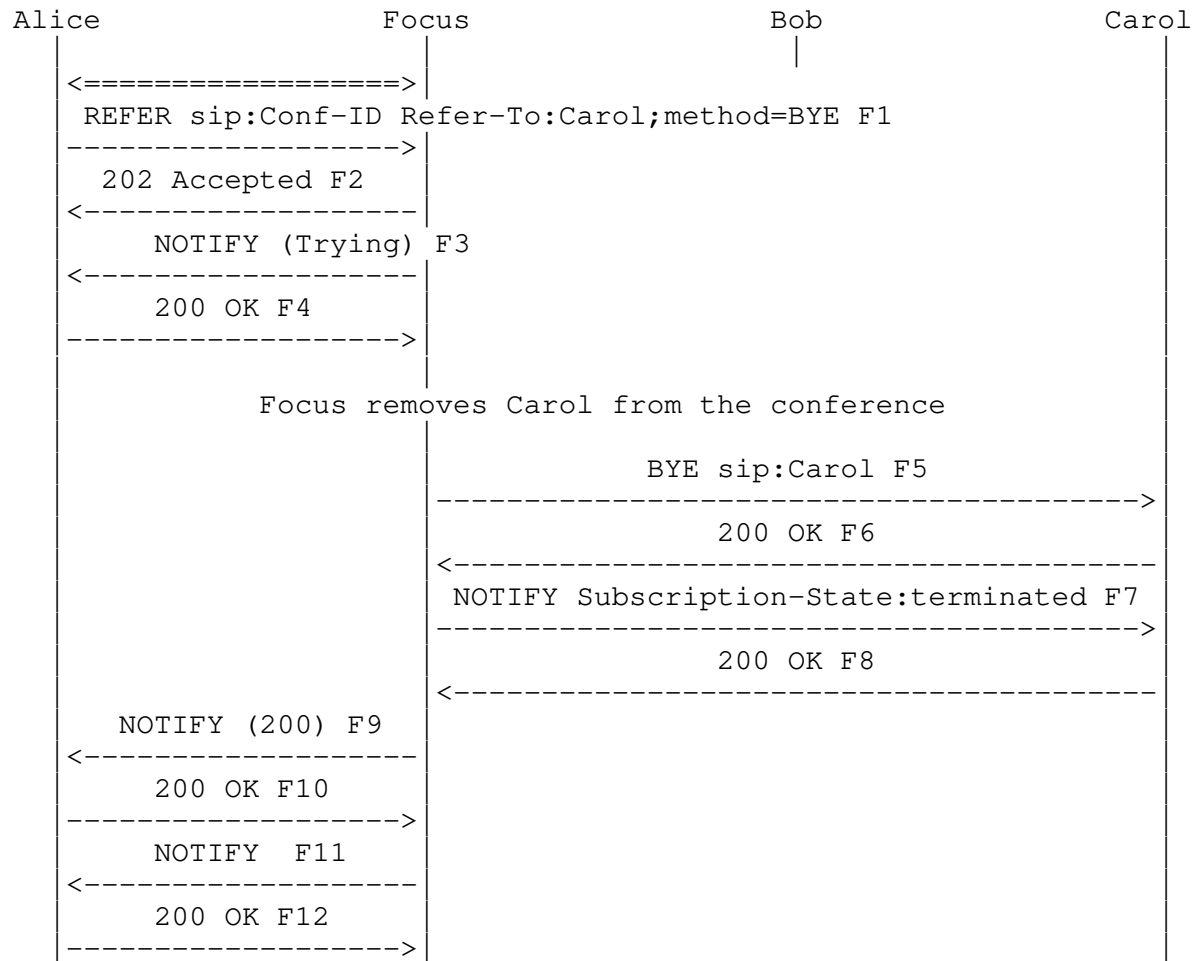 Alice Focus Bob Carol
<==================>
REFER sip:Conf-ID Refer-To:Carol;method=BYE F1
------------------->
202 Accepted F2
<-------------------
NOTIFY (Trying) F3
<-------------------
200 OK F4
------------------->
Focus removes Carol from the conference
BYE sip:Carol F5
---------------------------------------->
200 OK F6
<----------------------------------------
NOTIFY Subscription-State:terminated F7
---------------------------------------->
200 OK F8
<----------------------------------------
NOTIFY (200) F9
<-------------------
200 OK F10
------------------->
NOTIFY  F11
<-------------------
200 OK F12
------------------->